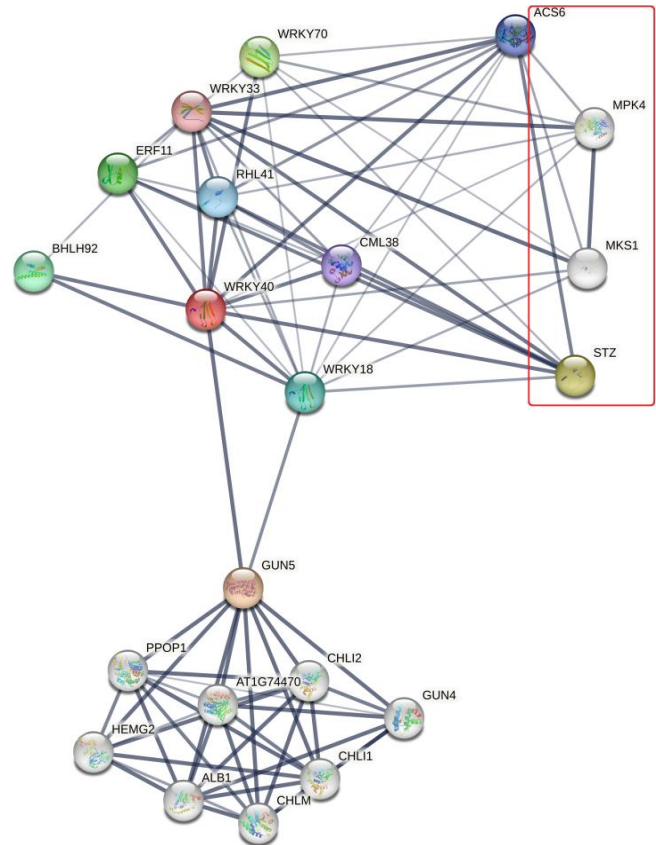 ACS6
WRKY70
WRKY33
MPK4
ERF11
RHL41
BHLH92
CML38
MKS1
WRKY40
STZ
WRKY18
GUN5
PPOP1
CHLI2
AT1G74470
GUN4
HEMG2
CHLI1
ALB1
CHLM